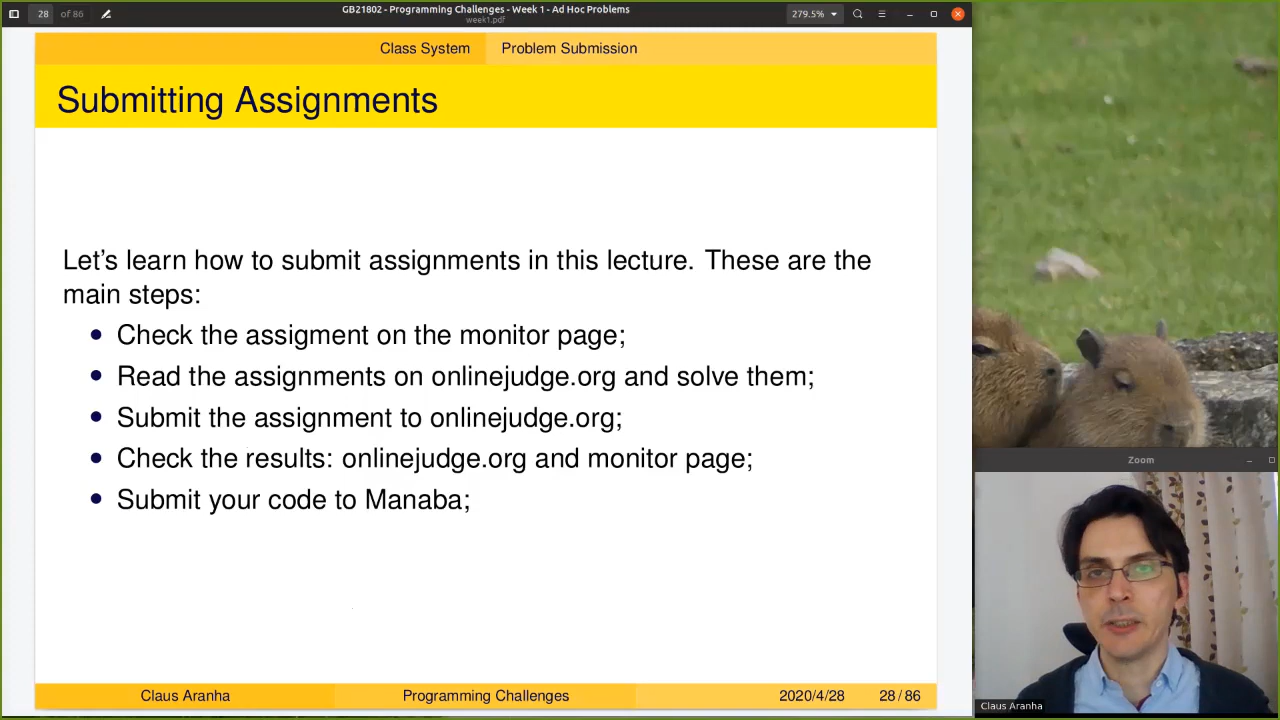 28 of 86
GB21802 - Programming Challenges - Week 1 - Ad Hoc Problems
week1.pdf
279.5%
Class System Problem Submission
Submitting Assignments
Let's learn how to submit assignments in this lecture. These are the
main steps:
• Check the assigment on the monitor page;
• Read the assignments on onlinejudge.org and solve them;
• Submit the assignment to onlinejudge.org;
• Check the results: onlinejudge.org and monitor page;
• Submit your code to Manaba;
Claus Aranha Programming Challenges 2020/4/28 28 / 86
Zoom
Claus Aranha